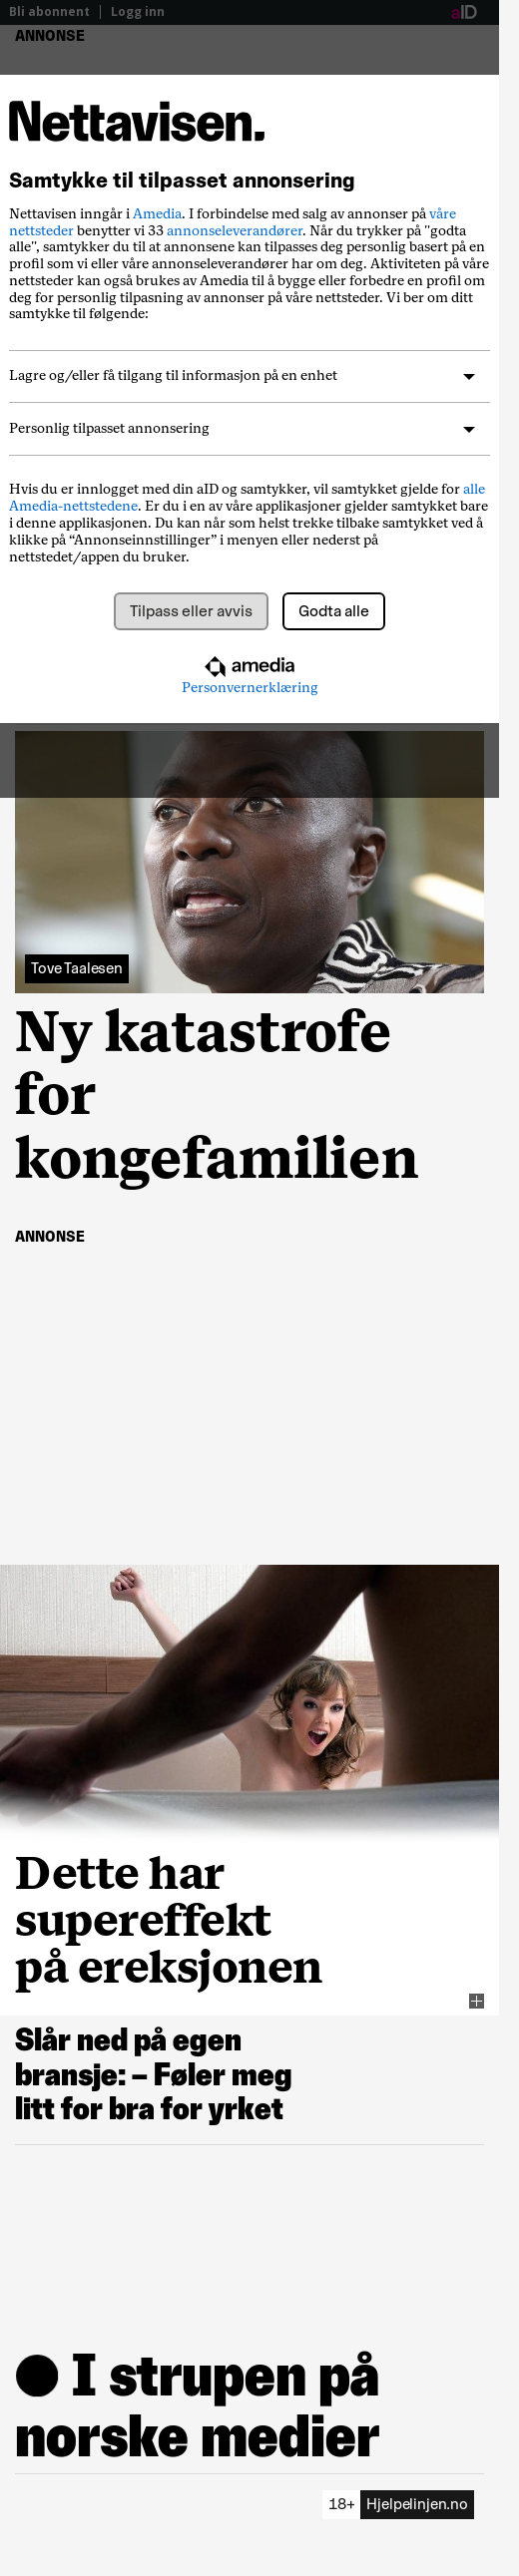 Bli abonnent
Logg inn
aID
ANNONSE
Nettavisen.
Samtykke til tilpasset annonsering
Nettavisen inngår i Amedia. I forbindelse med salg av annonser på våre
nettsteder benytter vi 33 annonseleverandører. Når du trykker på "godta
alle", samtykker du til at annonsene kan tilpasses deg personlig basert på en
profil som vi eller våre annonseleverandører har om deg. Aktiviteten på våre
nettsteder kan også brukes av Amedia til å bygge eller forbedre en profil om
deg for personlig tilpasning av annonser på våre nettsteder. Vi ber om ditt
samtykke til følgende:
Lagre og/eller få tilgang til informasjon på en enhet
Personlig tilpasset annonsering
Hvis du er innlogget med din aID og samtykker, vil samtykket gjelde for alle
Amedia-nettstedene. Er du i en av våre applikasjoner gjelder samtykket bare
i denne applikasjonen. Du kan når som helst trekke tilbake samtykket ved å
klikke på “Annonseinnstillinger” i menyen eller nederst på
nettstedet/appen du bruker.
Tilpass eller avvis
Godta alle
amedia
Personvernerklæring
Tove Taalesen
Ny katastrofe
for
kongefamilien
ANNONSE
Dette har
supereffekt
på ereksjonen
Slår ned på egen
bransje: – Føler meg
litt for bra for yrket
● I strupen på
norske medier
18+ Hjelpelinjen.no